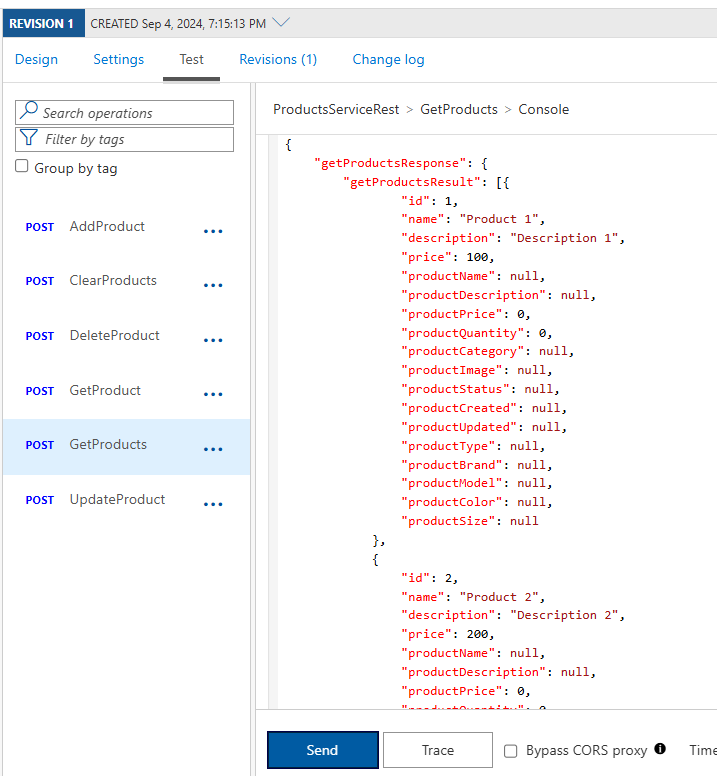 REVISION 1 CREATED Sep 4, 2024, 7:15:13 PM
Design Settings Test Revisions (1) Change log
Search operations
Filter by tags
Group by tag
POST AddProduct ...
POST ClearProducts ...
POST DeleteProduct ...
POST GetProduct ...
POST GetProducts ...
POST UpdateProduct ...
ProductsServiceRest > GetProducts > Console
{
"getProductsResponse": {
"getProductsResult": [{
"id": 1,
"name": "Product 1",
"description": "Description 1",
"price": 100,
"productName": null,
"productDescription": null,
"productPrice": 0,
"productQuantity": 0,
"productCategory": null,
"productImage": null,
"productStatus": null,
"productCreated": null,
"productUpdated": null,
"productType": null,
"productBrand": null,
"productModel": null,
"productColor": null,
"productSize": null
},
{
"id": 2,
"name": "Product 2",
"description": "Description 2",
"price": 200,
"productName": null,
"productDescription": null,
"productPrice": 0,
"productQuantity": 0
Send Trace Bypass CORS proxy Time